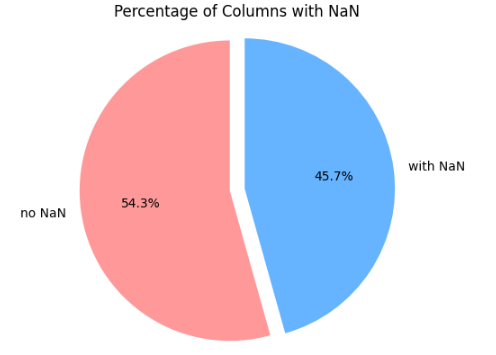 Percentage of Columns with NaN
with NaN
45.7%
54.3%
no NaN